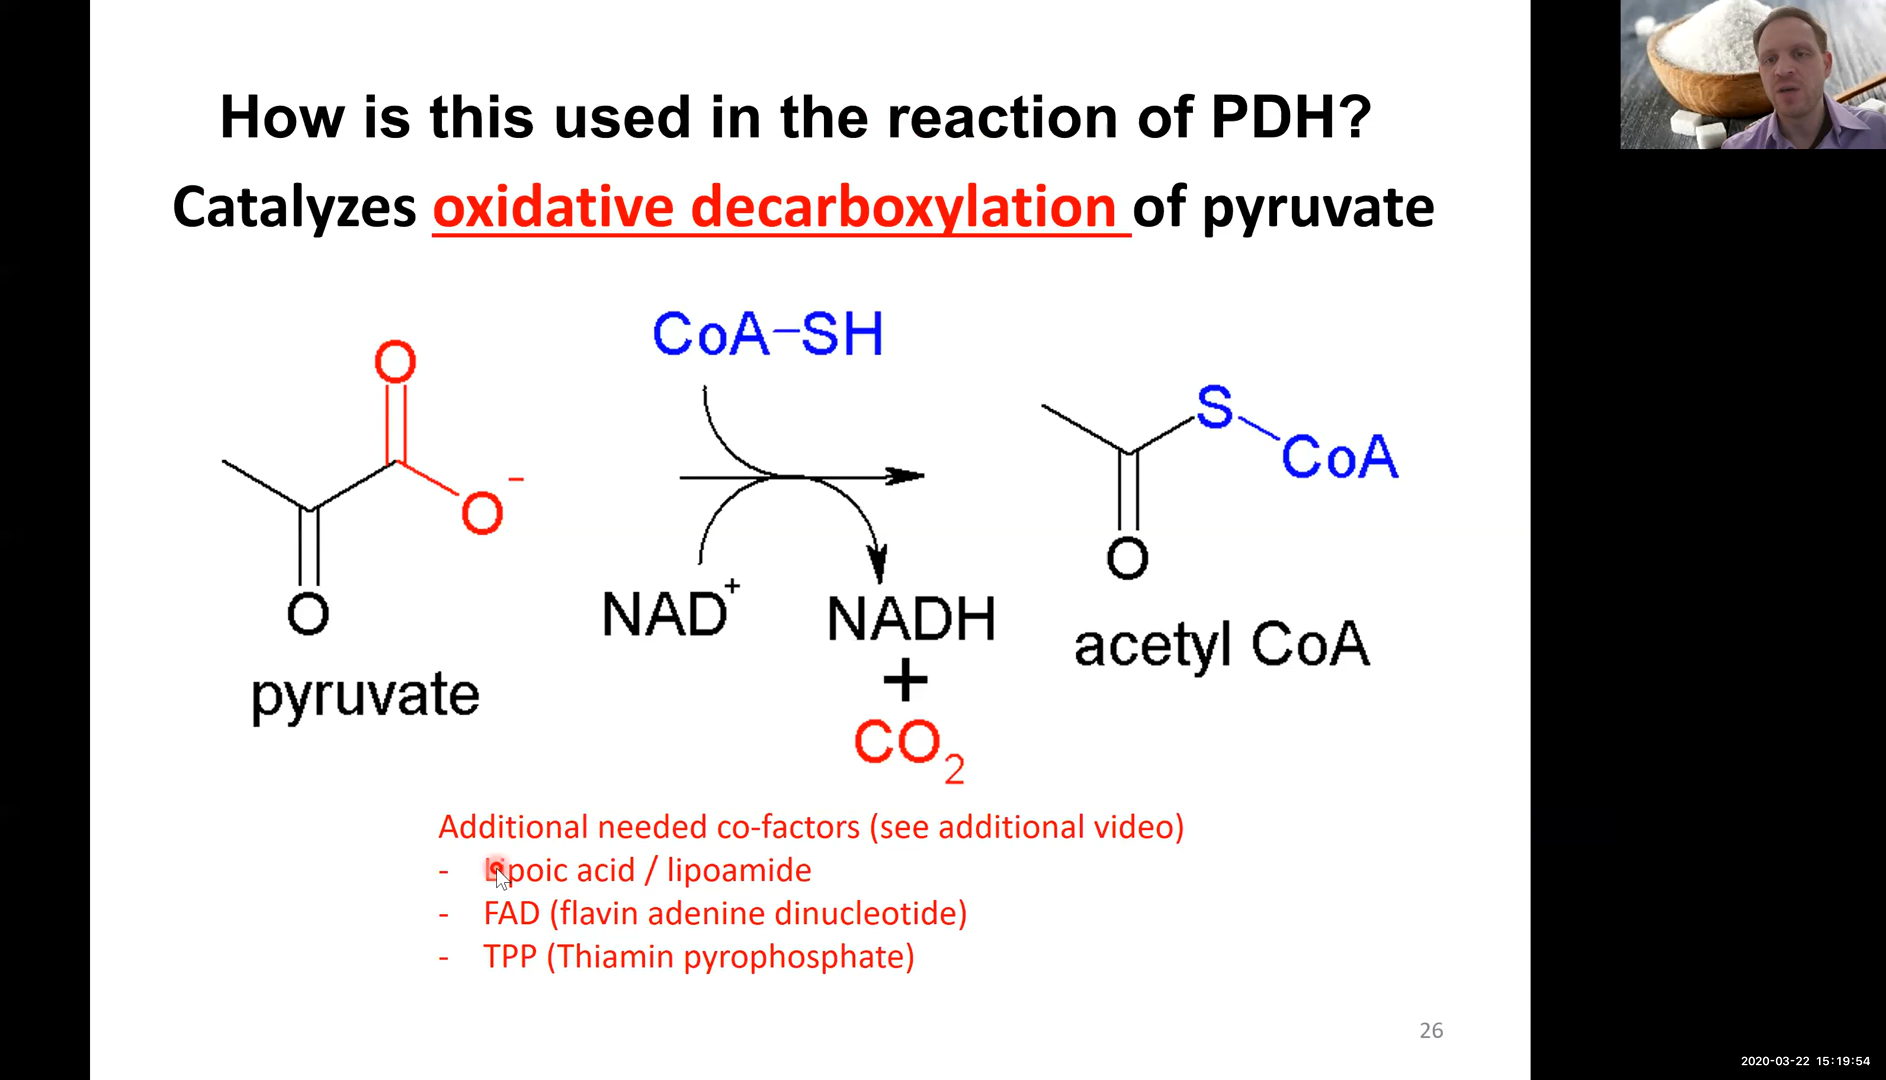 How is this used in the reaction of PDH?
Catalyzes oxidative decarboxylation of pyruvate
CoA–SH
O
O⁻
O
pyruvate
NAD⁺
NADH
+
CO₂
S
CoA
O
acetyl CoA
Additional needed co-factors (see additional video)
- Lipoic acid / lipoamide
- FAD (flavin adenine dinucleotide)
- TPP (Thiamin pyrophosphate)
26
2020-03-22 15:19:54